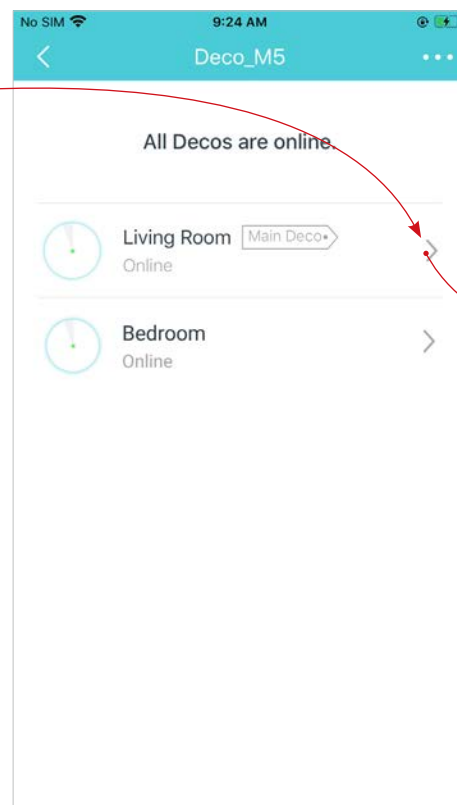 No SIM 9:24 AM
Deco_M5
All Decos are online.
Living Room Main Deco
Online
Bedroom
Online